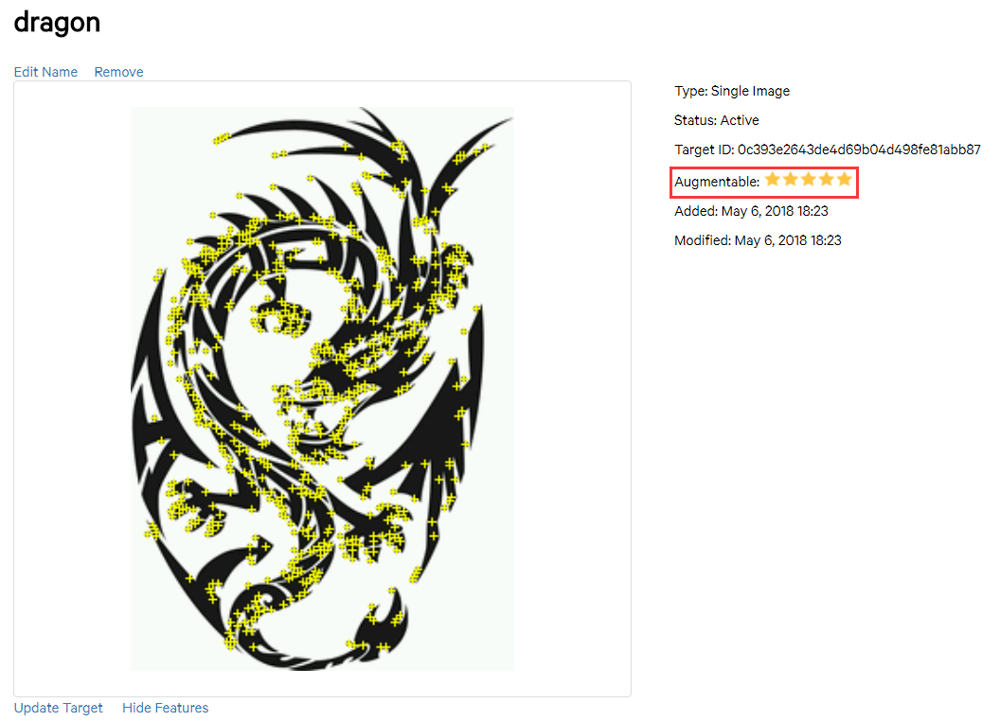 dragon
Edit Name Remove
Type: Single Image
Status: Active
Target ID: 0c393e2643de4d69b04d498fe81abb87
Augmentable:
Added: May 6, 2018 18:23
Modified: May 6, 2018 18:23
Update Target Hide Features